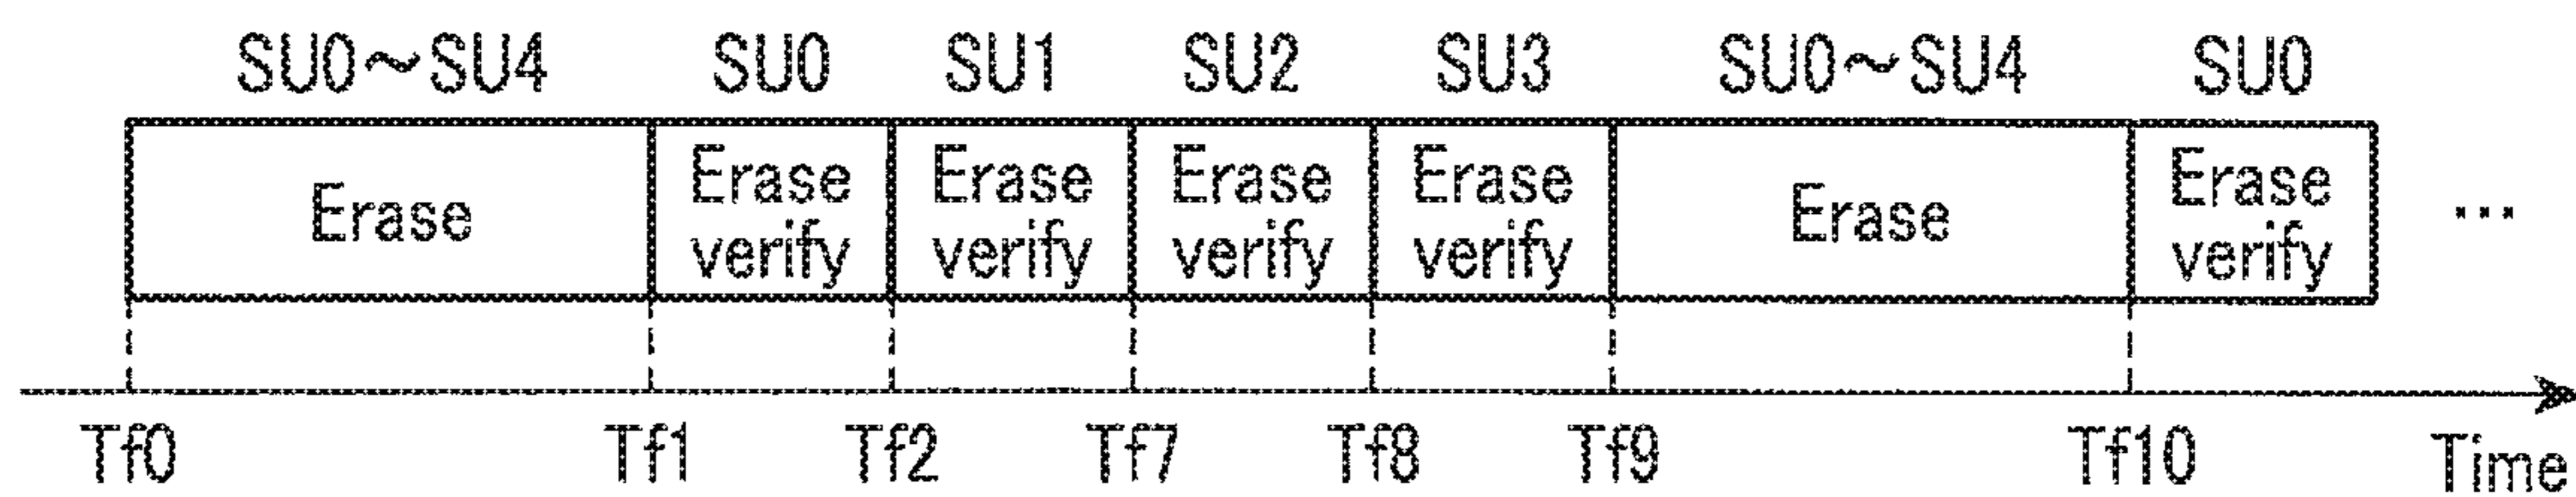 SU0~SU4 SU0 SU1 SU2 SU3 SU0~SU4 SU0
Erase Erase verify Erase verify Erase verify Erase verify Erase Erase verify ...
Tf0 Tf1 Tf2 Tf7 Tf8 Tf9 Tf10 Time